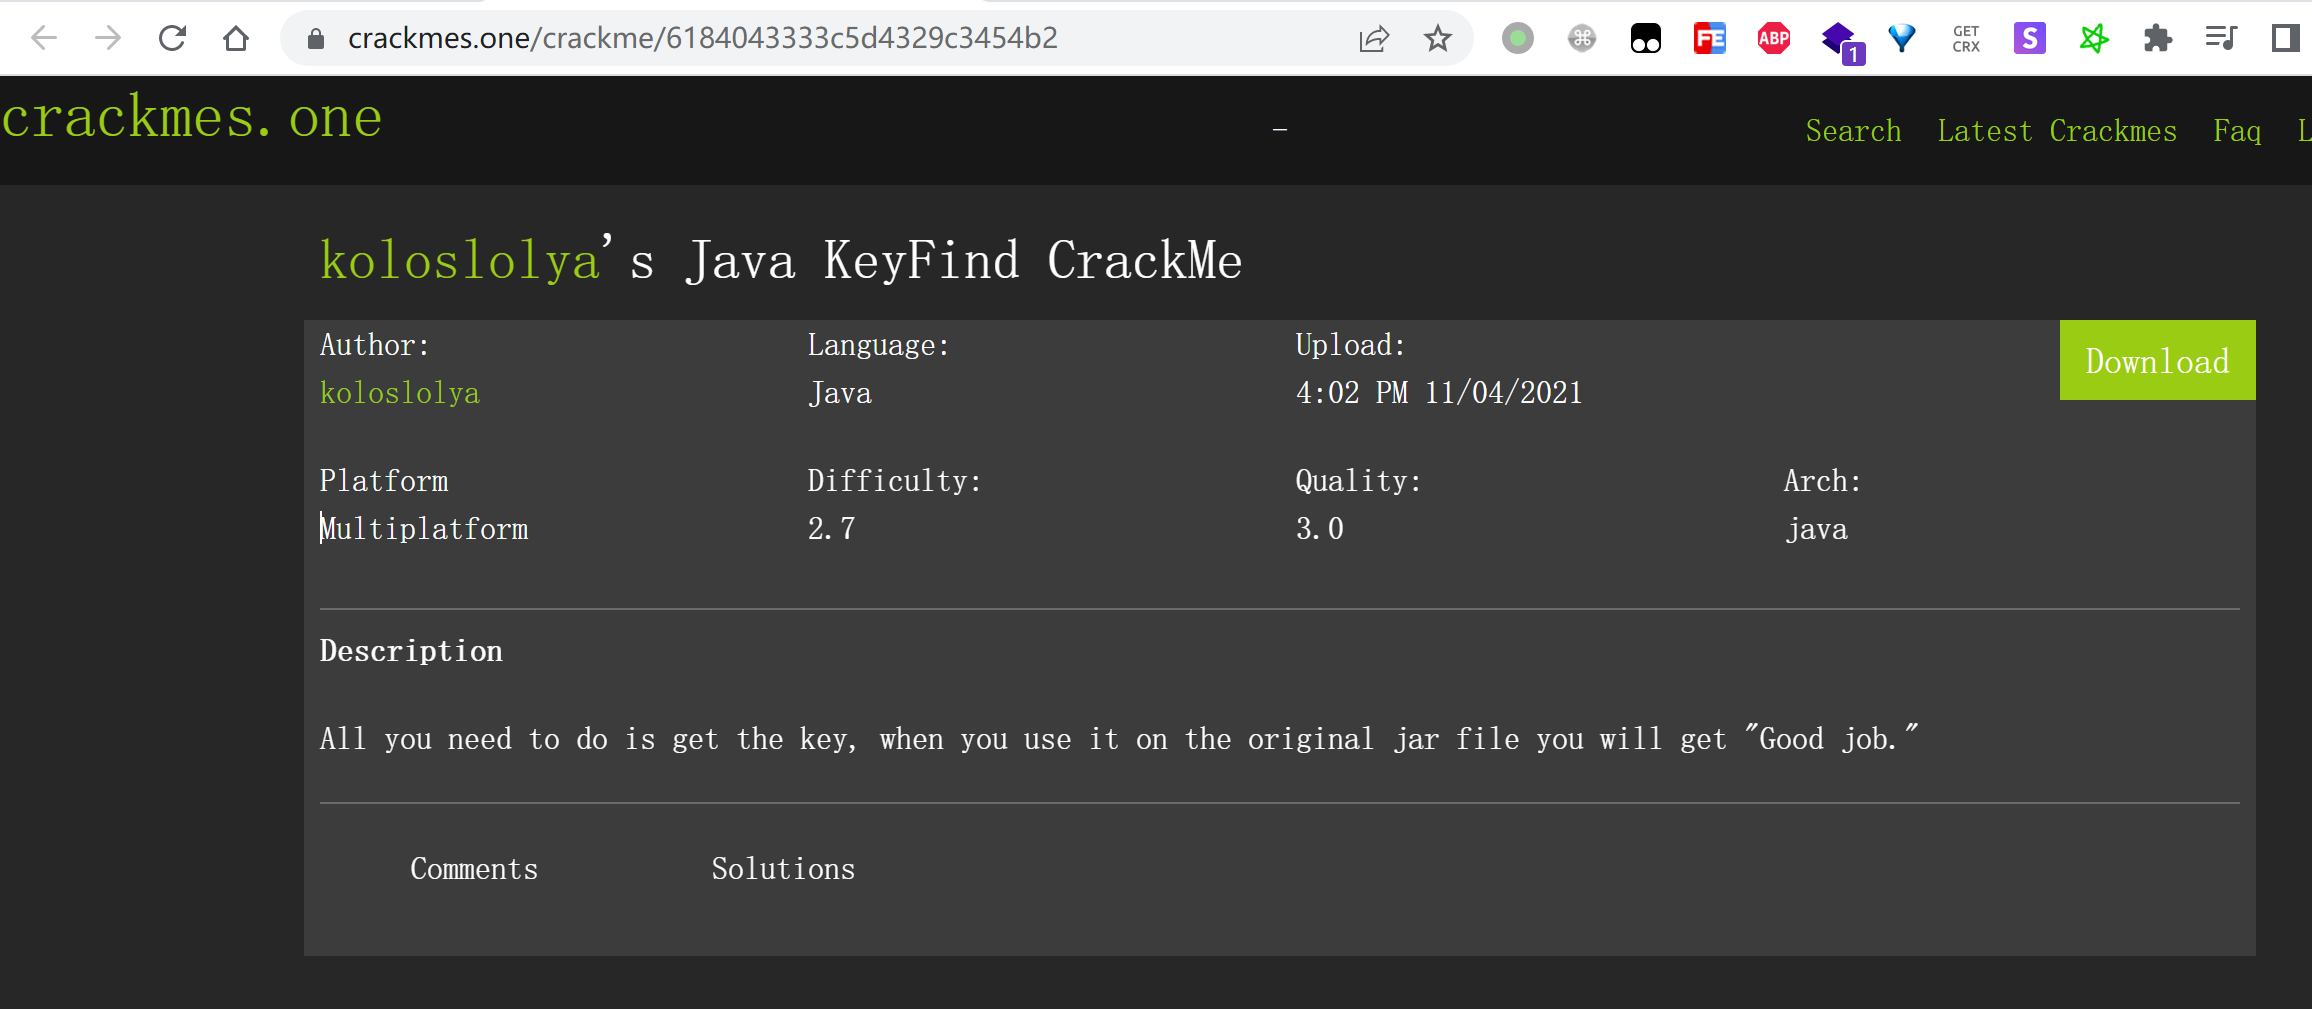 crackmes.one/crackme/6184043333c5d4329c3454b2
FE
ABP
1
GET
CRX
S
crackmes.one
Search Latest Crackmes Faq L
koloslolya's Java KeyFind CrackMe
Author: Language: Upload:
Download
koloslolya Java 4:02 PM 11/04/2021
Platform Difficulty: Quality: Arch:
Multiplatform 2.7 3.0 java
Description
All you need to do is get the key, when you use it on the original jar file you will get "Good job."
Comments Solutions